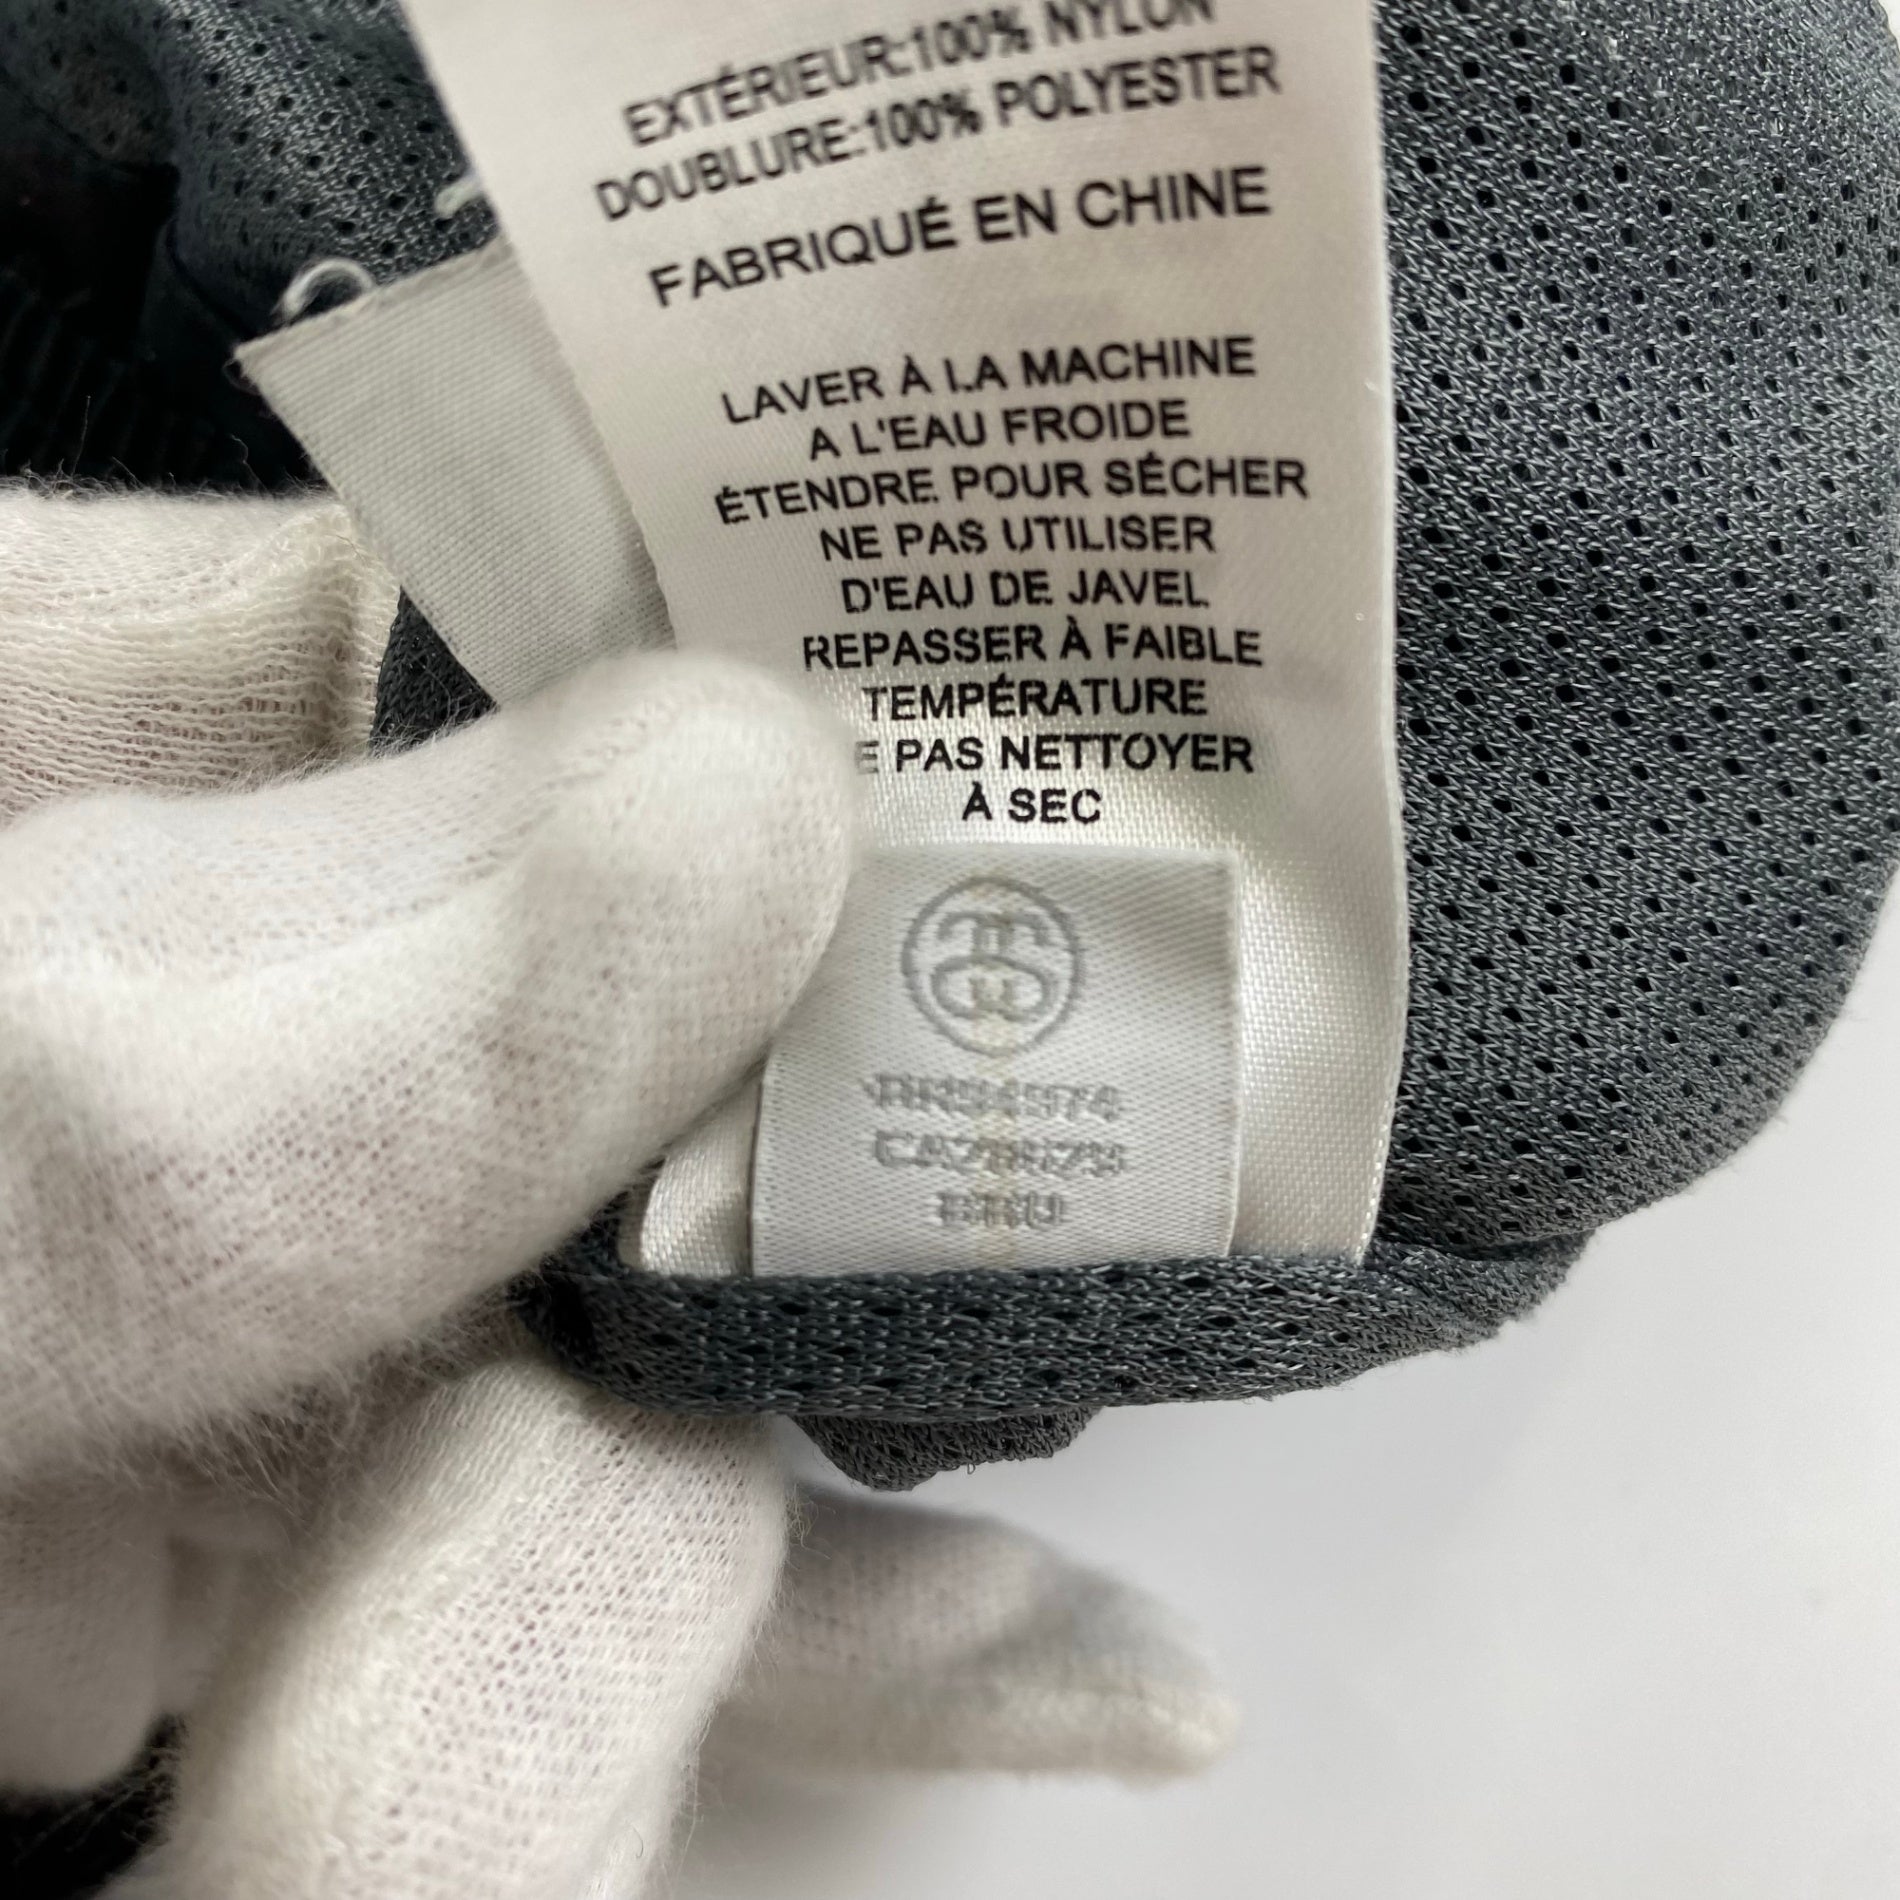 EXTÉRIEUR:100% NYLON
DOUBLURE:100% POLYESTER
FABRIQUÉ EN CHINE
LAVER À LA MACHINE
A L'EAU FROIDE
ÉTENDRE POUR SÉCHER
NE PAS UTILISER
D'EAU DE JAVEL
REPASSER À FAIBLE
TEMPÉRATURE
E PAS NETTOYER
À SEC